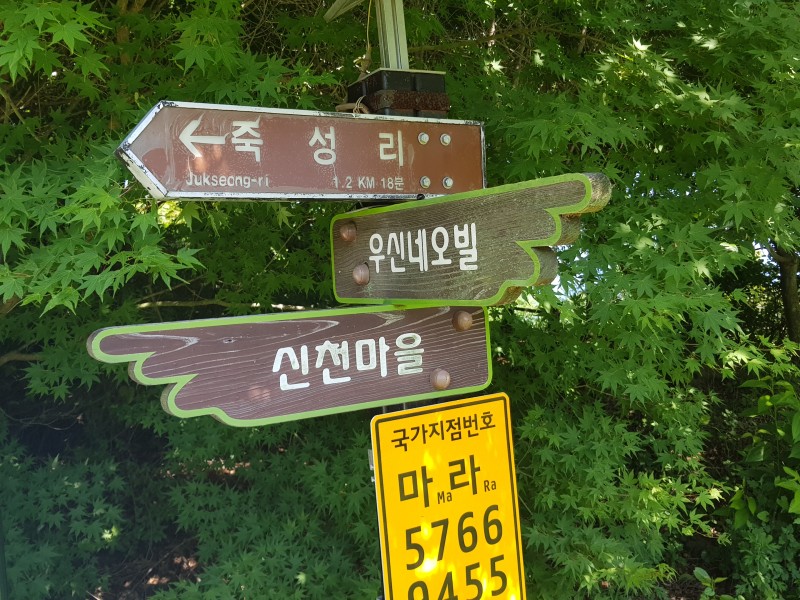 ← 죽성리
Jukseong-ri 1.2 KM 18분
우신네오빌
신천마을
국가지점번호
마 Ma 라 Ra
5766
9455